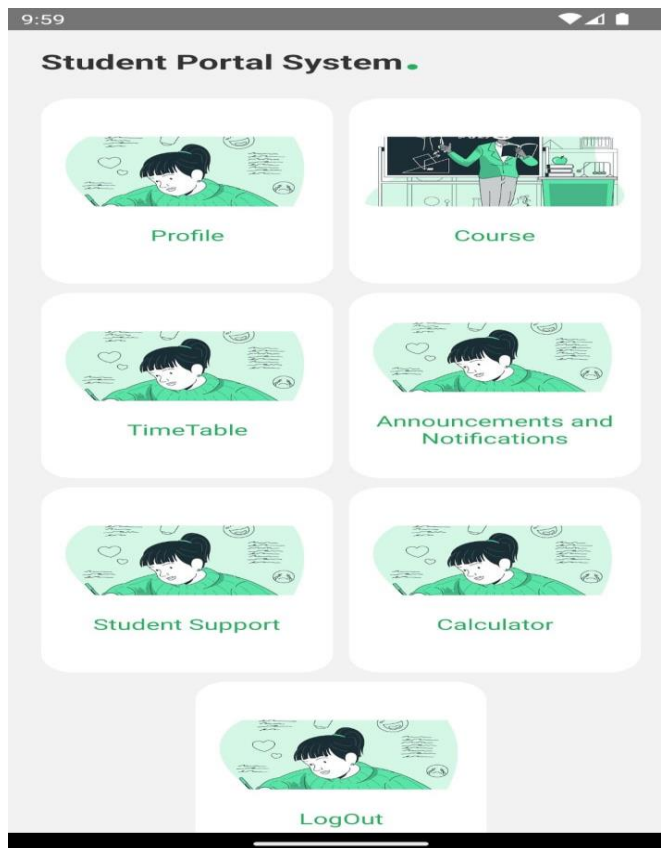 9:59
Student Portal System.
Profile
Course
TimeTable
Announcements and
Notifications
Student Support
Calculator
LogOut